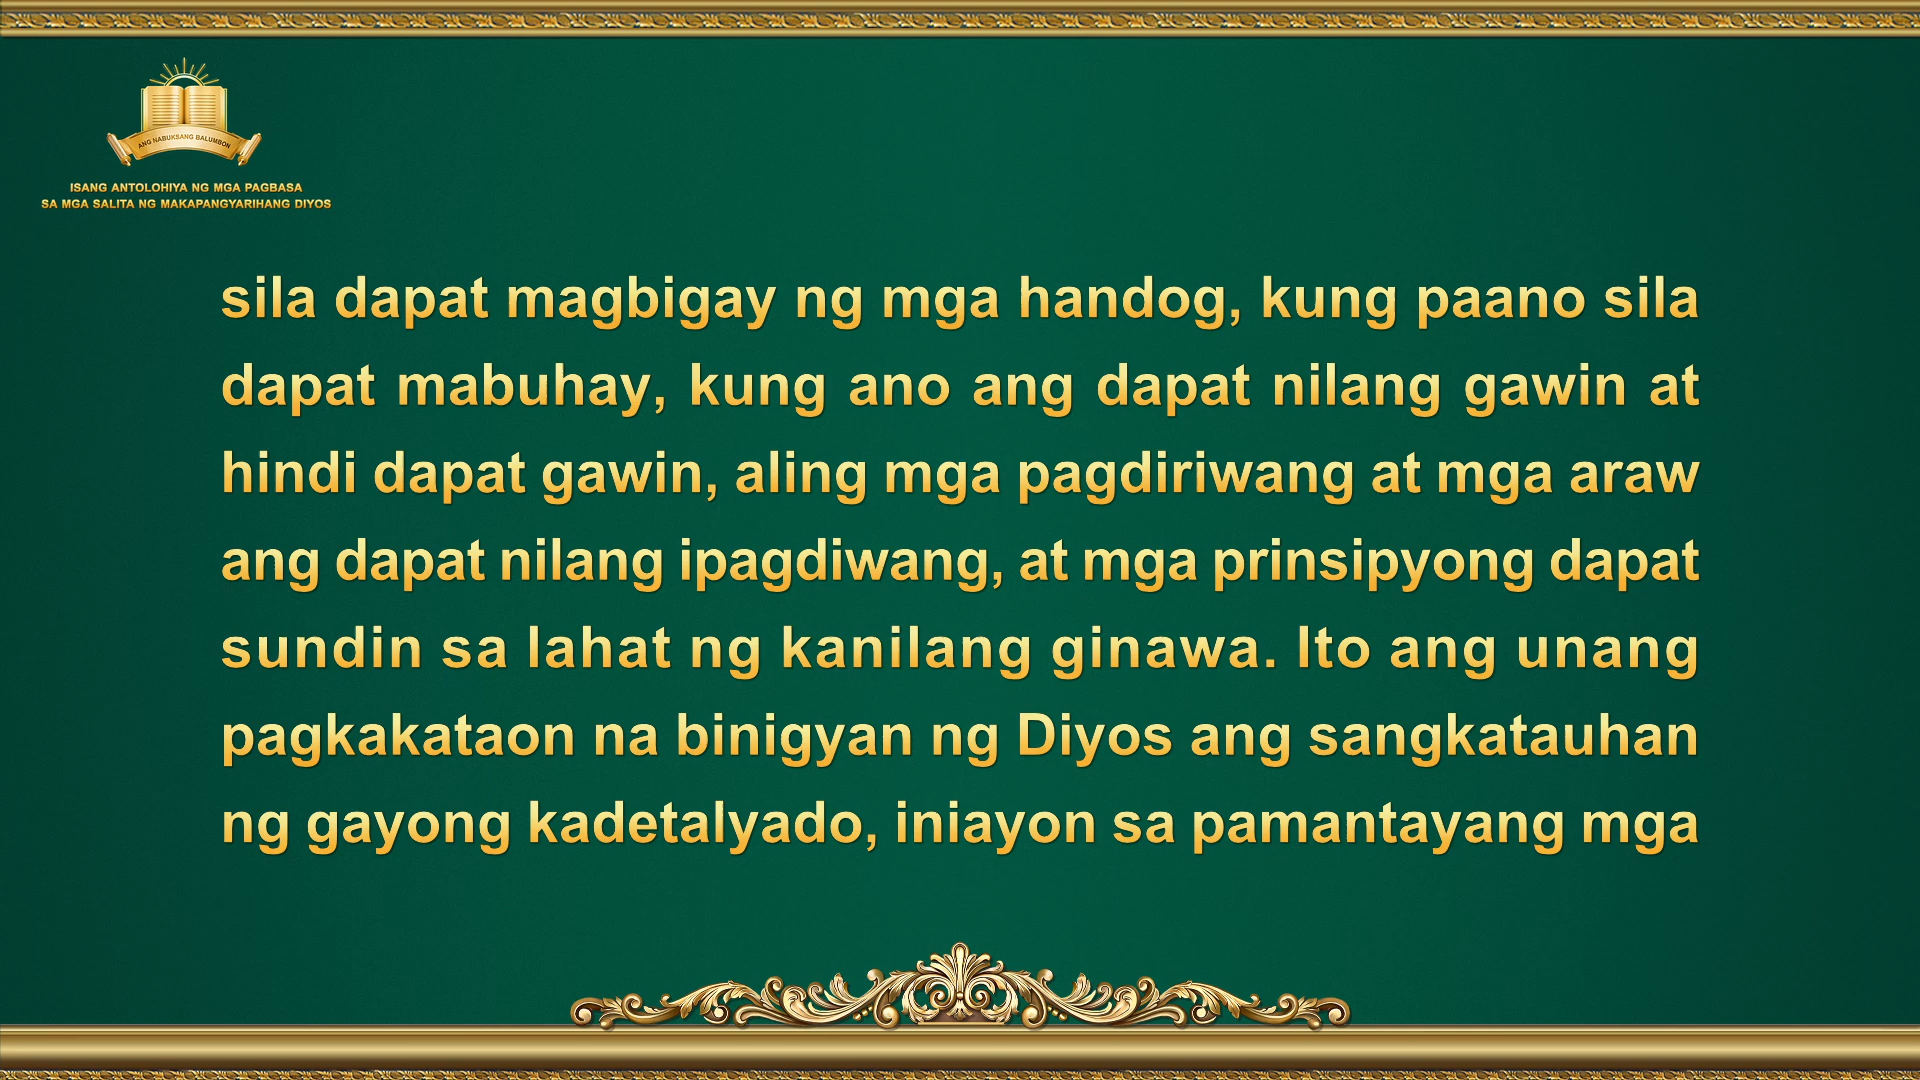 ANG NABUKSANG BALUMBON
ISANG ANTOLOHIYA NG MGA PAGBASA
SA MGA SALITA NG MAKAPANGYARIHANG DIYOS
sila dapat magbigay ng mga handog, kung paano sila
dapat mabuhay, kung ano ang dapat nilang gawin at
hindi dapat gawin, aling mga pagdiriwang at mga araw
ang dapat nilang ipagdiwang, at mga prinsipyong dapat
sundin sa lahat ng kanilang ginawa. Ito ang unang
pagkakataon na binigyan ng Diyos ang sangkatauhan
ng gayong kadetalyado, iniayon sa pamantayang mga